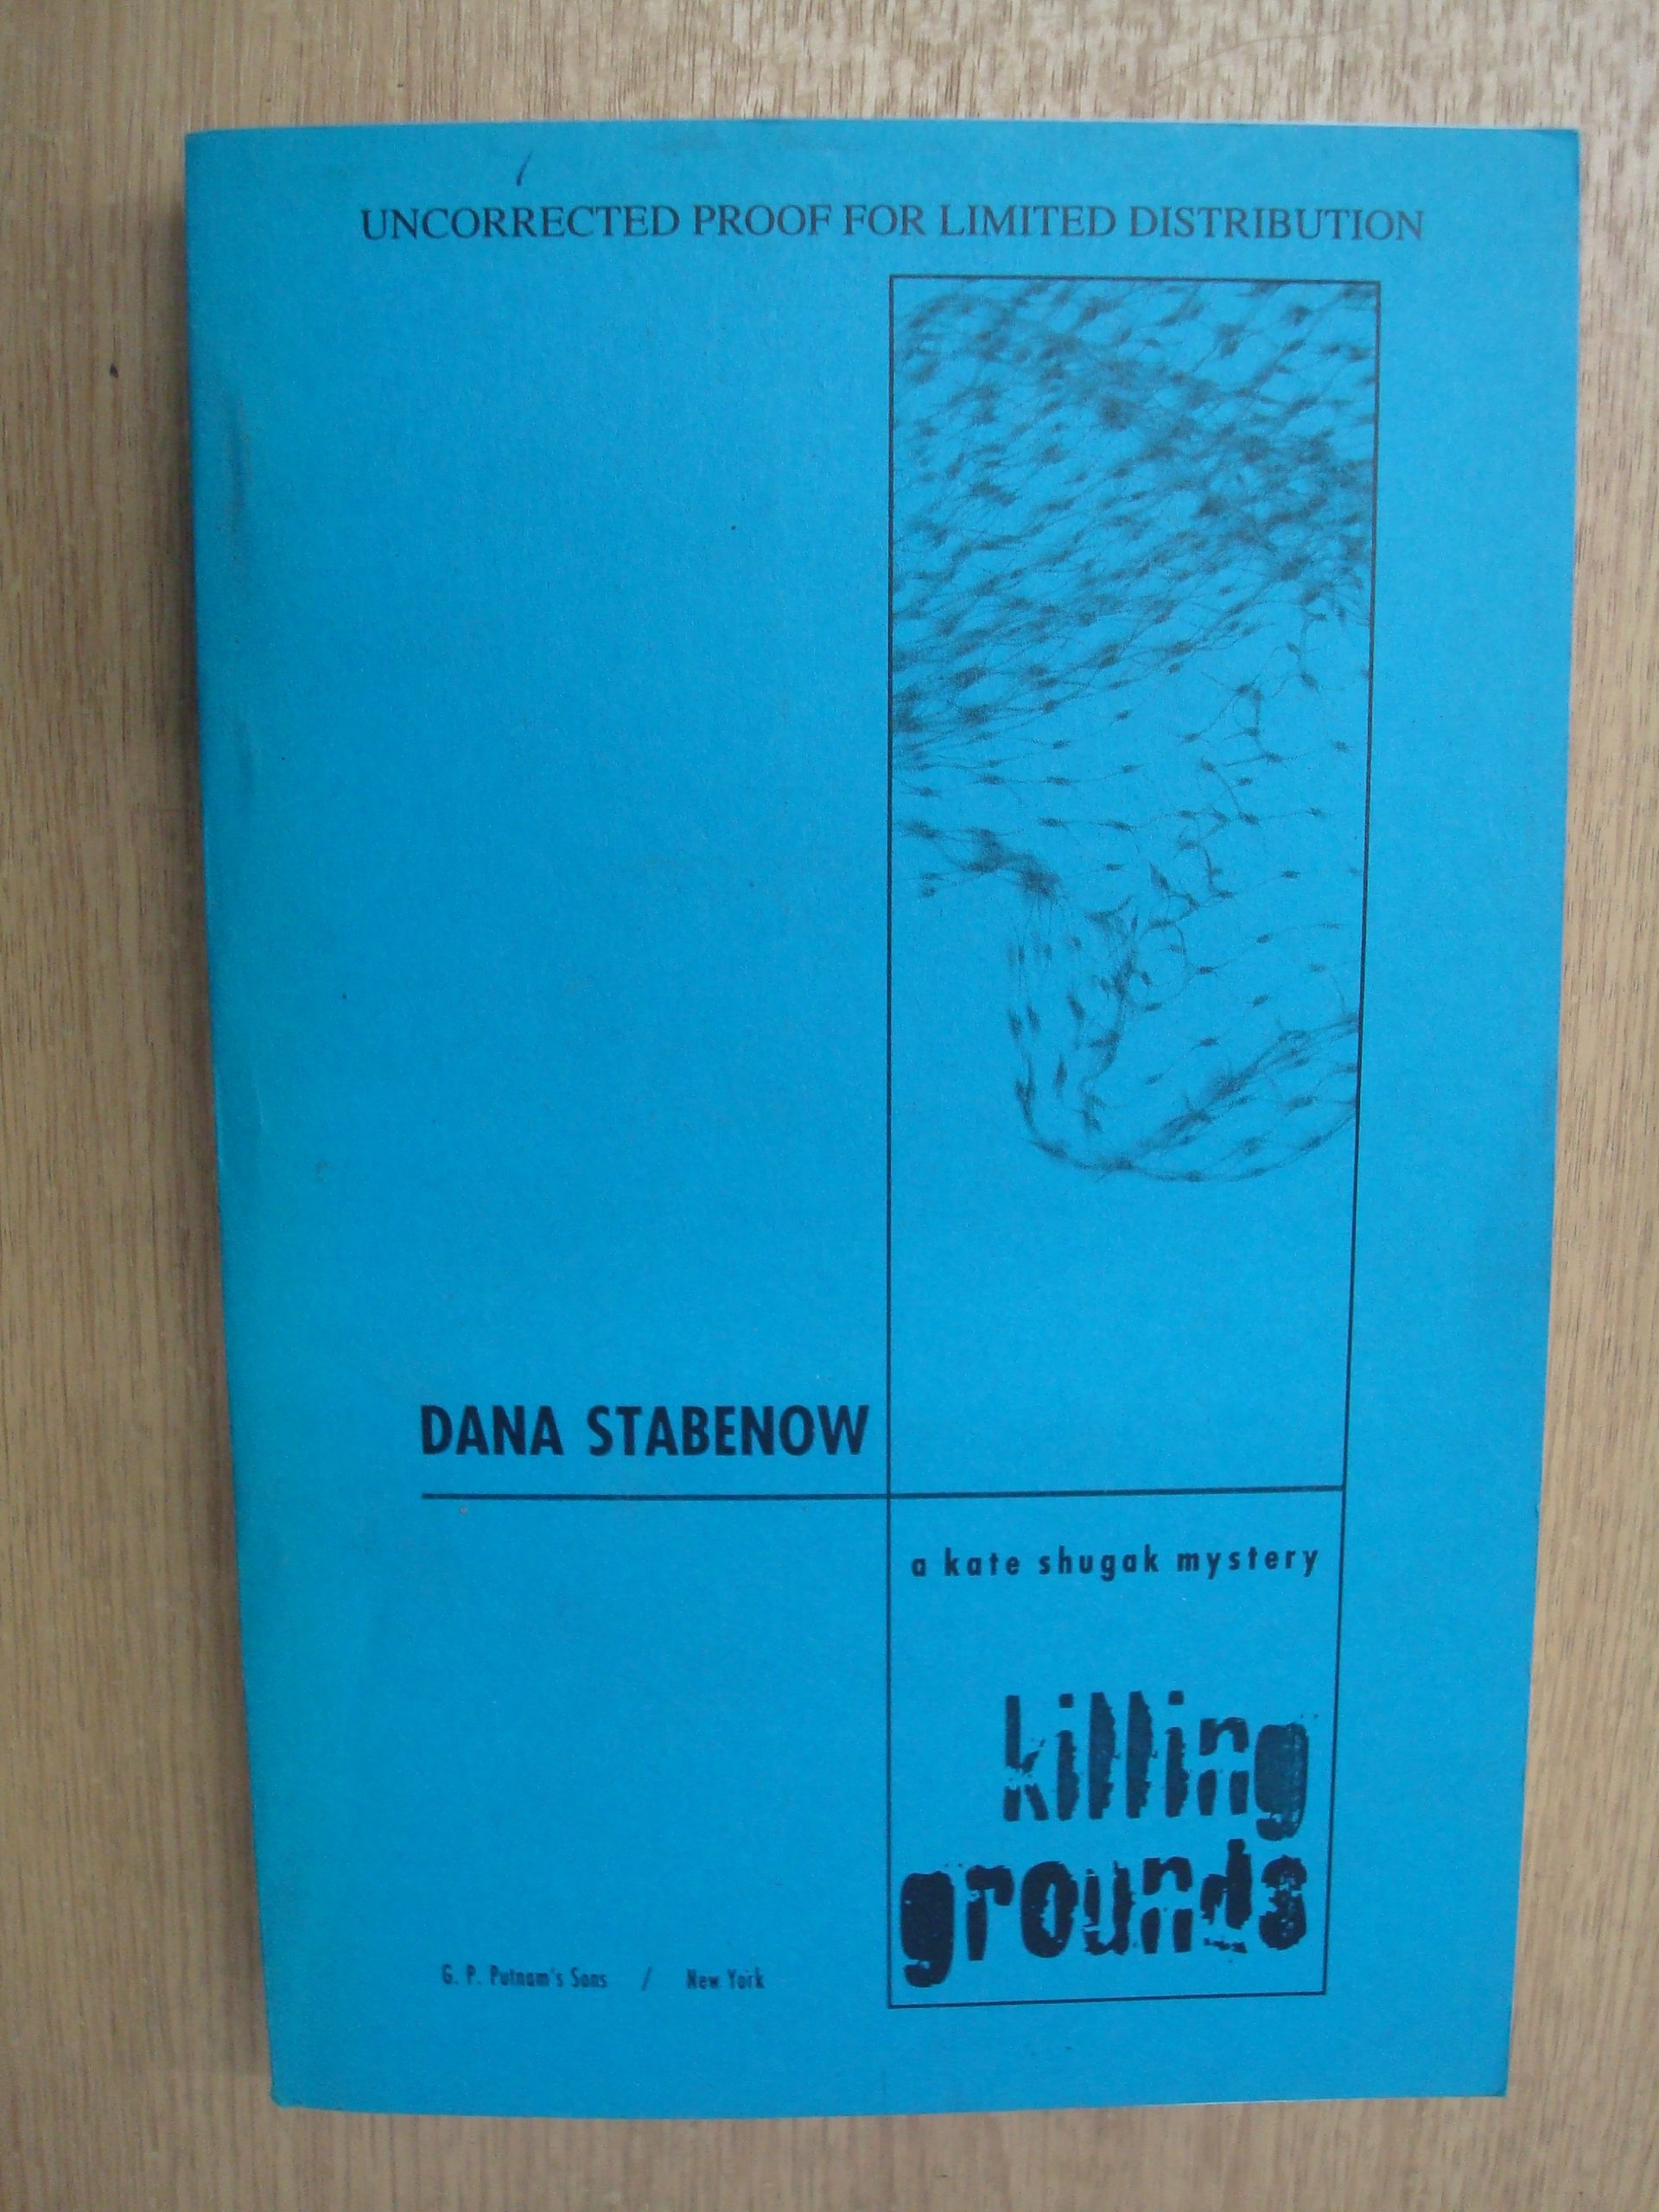 UNCORRECTED PROOF FOR LIMITED DISTRIBUTION
DANA STABENOW
a kate shugak mystery
killing
grounds
G. P. Putnam's Sons / New York